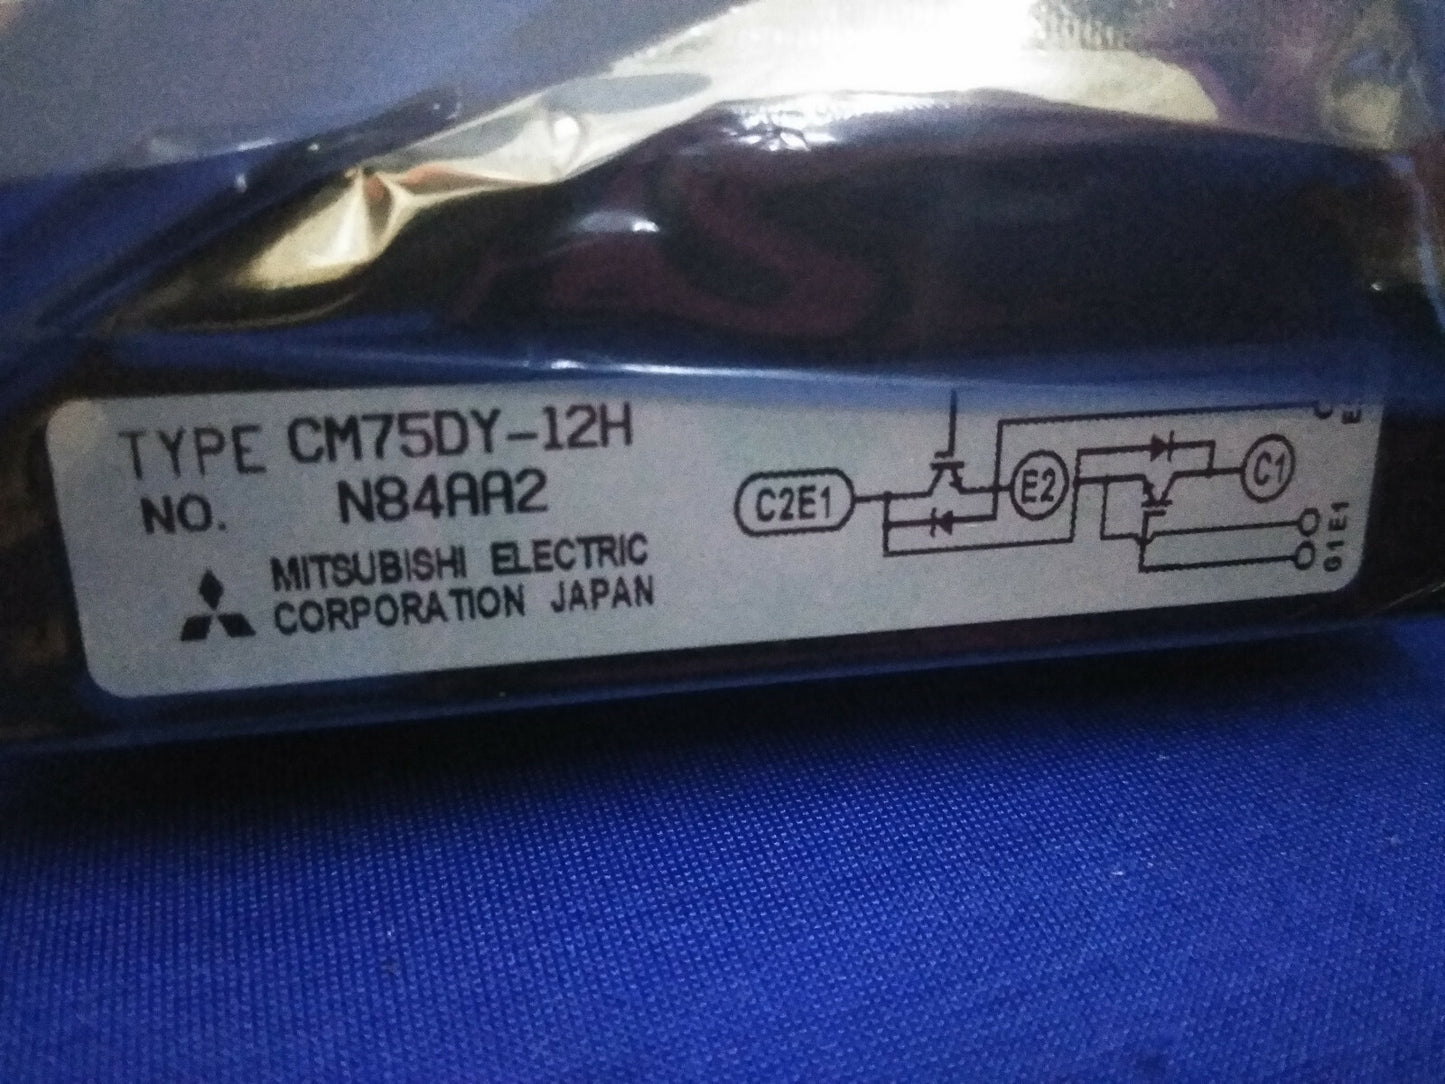 TYPE CM75DY-12H
NO. N84AA2
MITSUBISHI ELECTRIC
CORPORATION JAPAN
C2E1
E2
C1
E1
G1